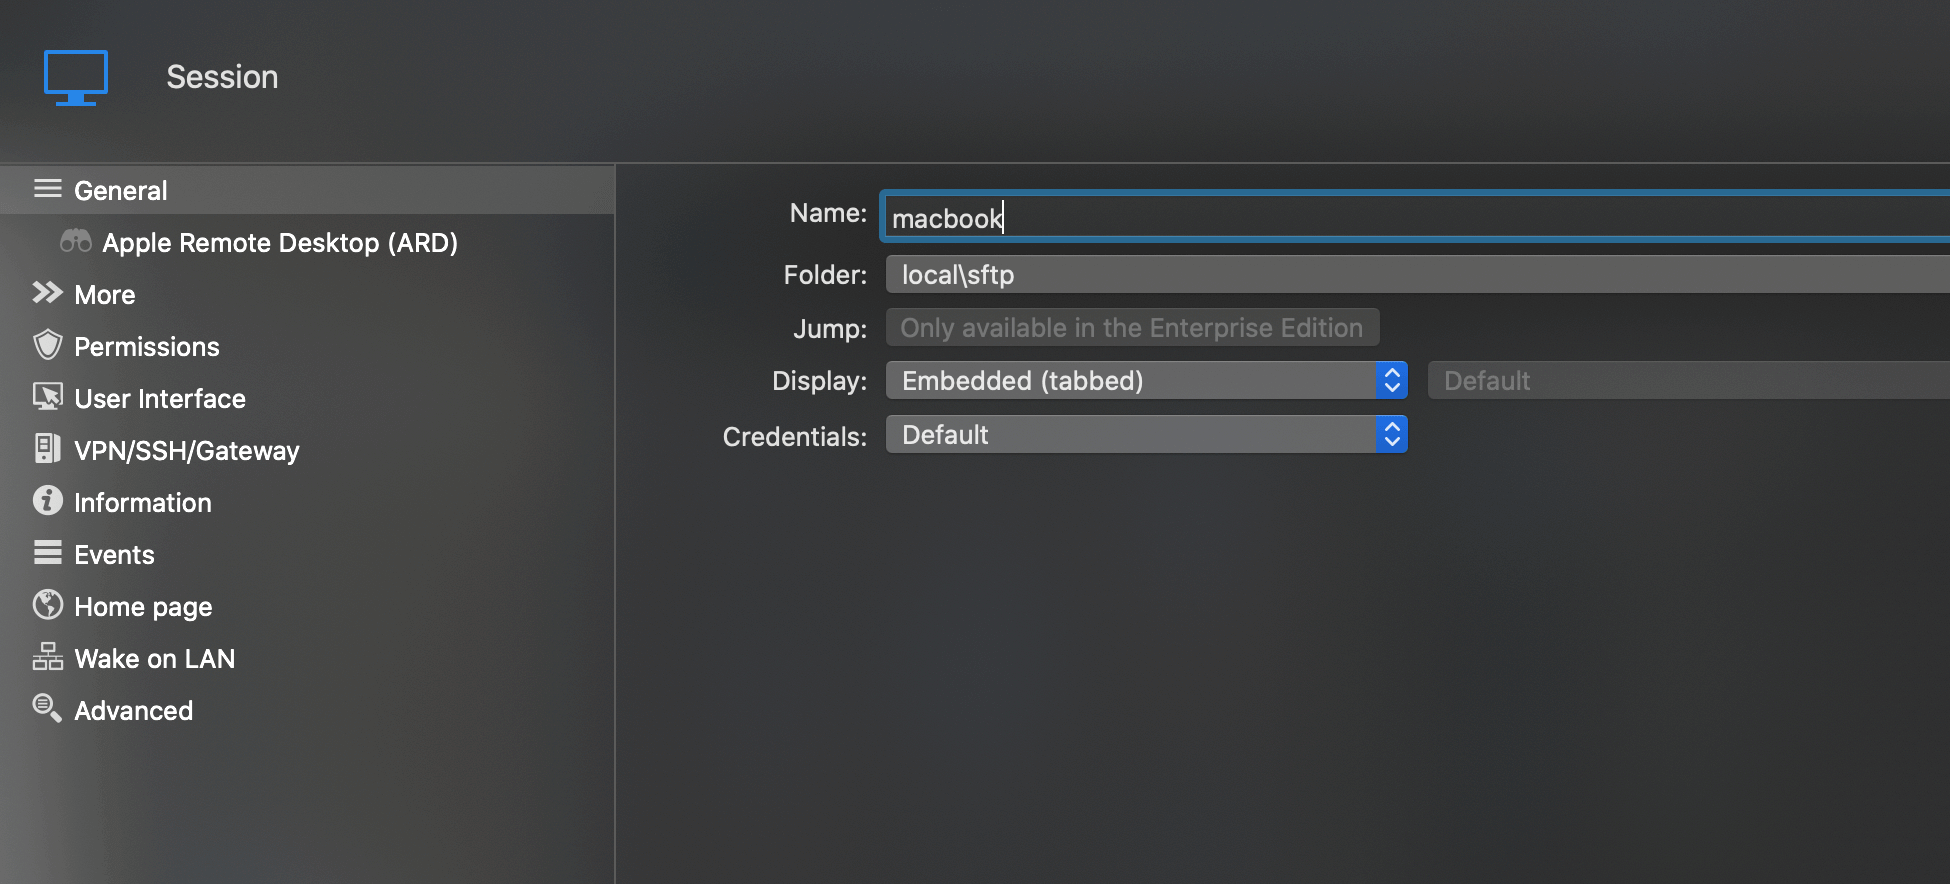 Session
General
Apple Remote Desktop (ARD)
More
Permissions
User Interface
VPN/SSH/Gateway
Information
Events
Home page
Wake on LAN
Advanced
Name: macbook
Folder: local\sftp
Jump: Only available in the Enterprise Edition
Display: Embedded (tabbed) Default
Credentials: Default